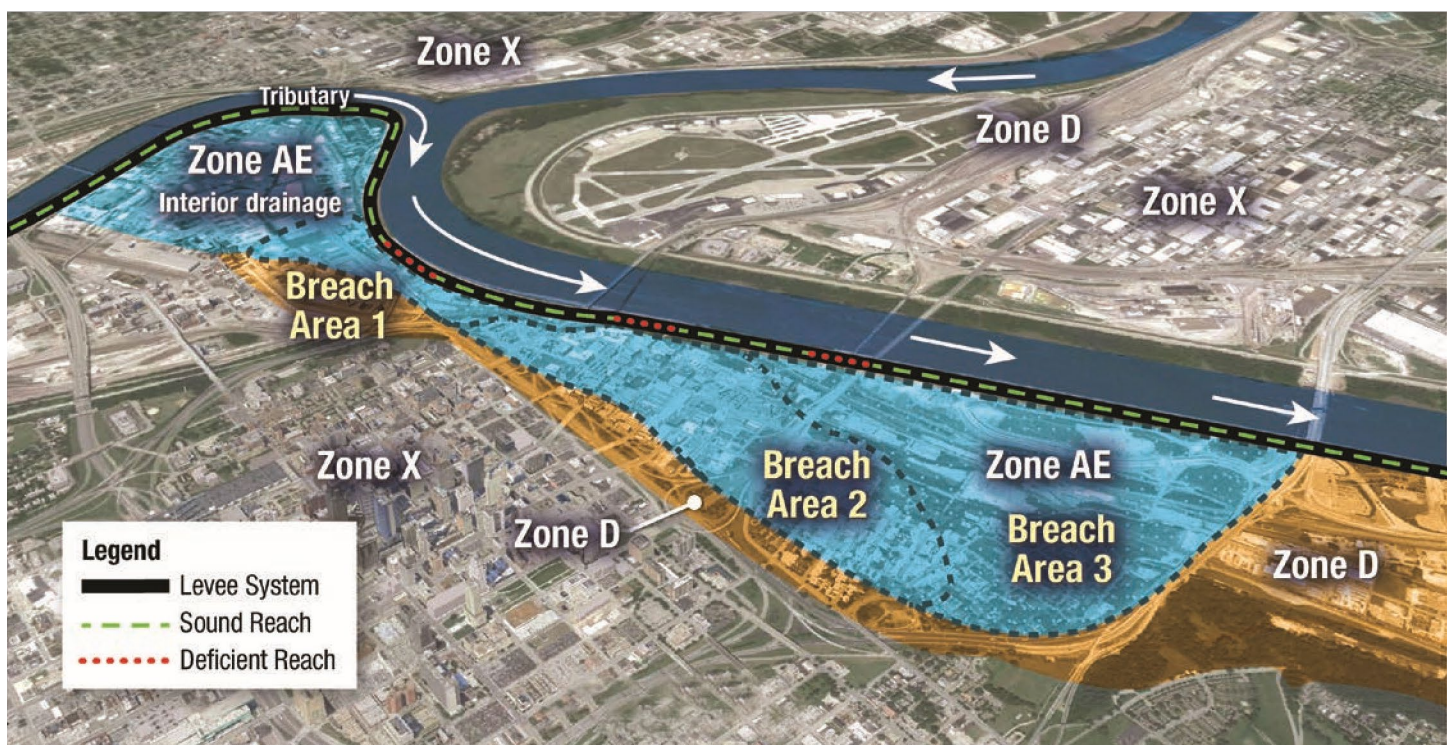 Zone X
Tributary
Zone D
Zone AE
Interior drainage
Zone X
Breach
Area 1
Zone X
Breach
Area 2
Zone AE
Breach
Area 3
Zone D
Zone D
Legend
Levee System
Sound Reach
Deficient Reach